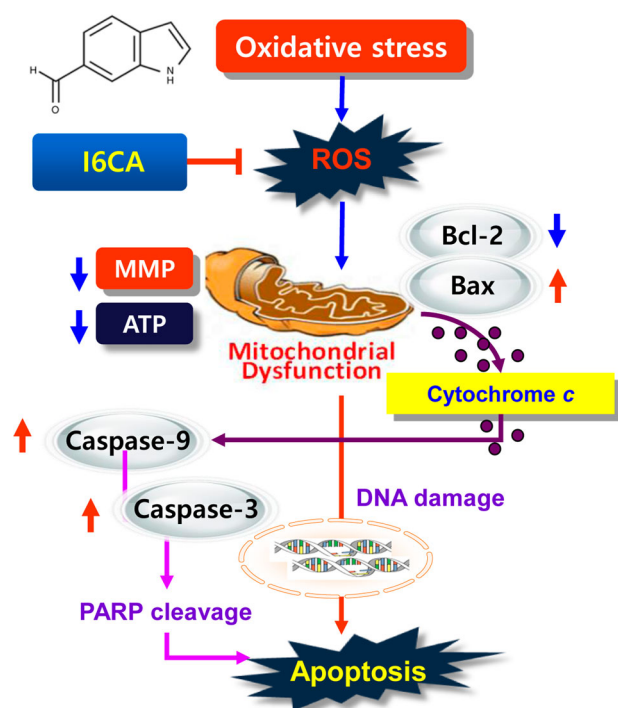 Oxidative stress
H
O
N
H
I6CA
ROS
Bcl-2
Bax
MMP
ATP
Mitochondrial
Dysfunction
Cytochrome c
Caspase-9
Caspase-3
DNA damage
PARP cleavage
Apoptosis